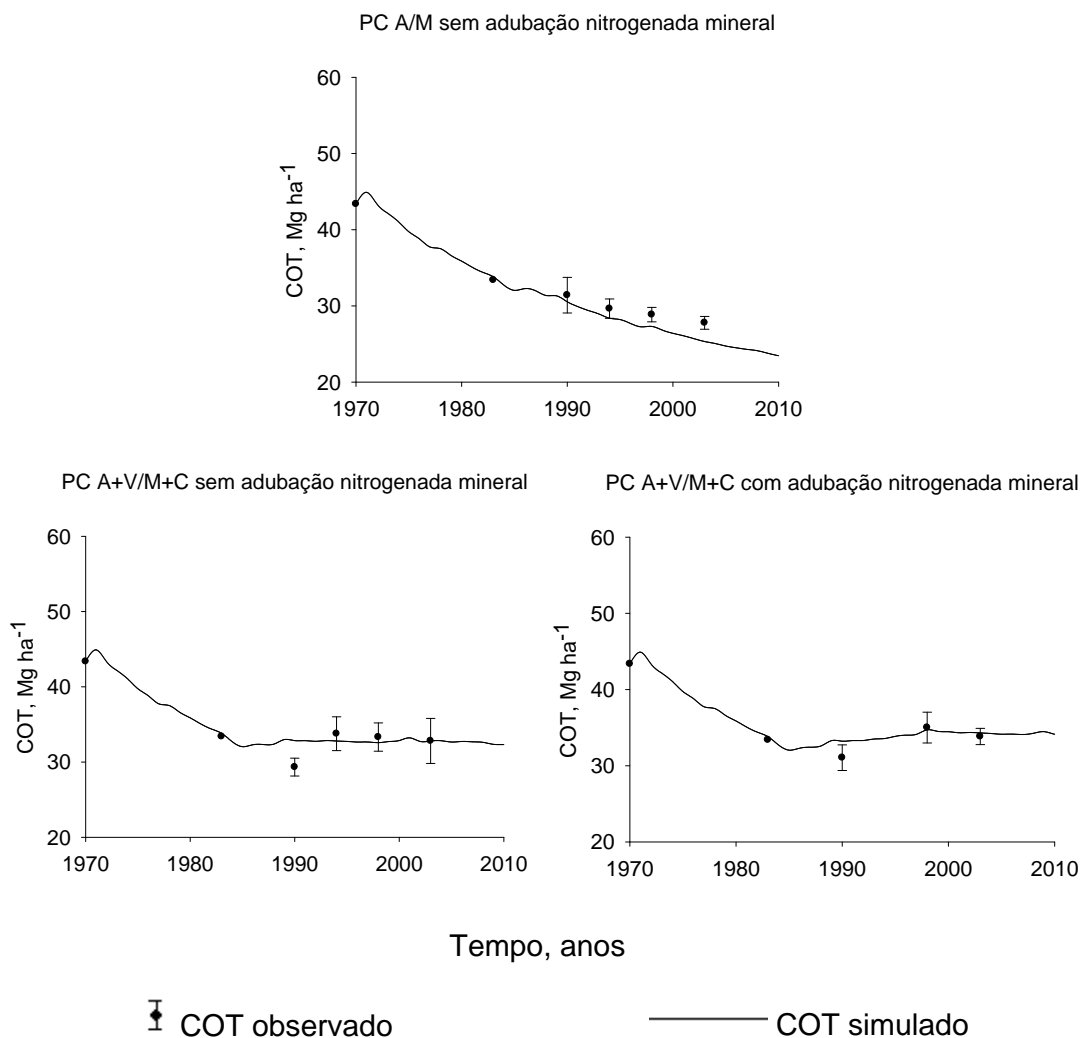 PC A/M sem adubação nitrogenada mineral
COT, Mg ha-1
60
50
40
30
20
1970 1980 1990 2000 2010
PC A+V/M+C sem adubação nitrogenada mineral
COT, Mg ha-1
60
50
40
30
20
1970 1980 1990 2000 2010
PC A+V/M+C com adubação nitrogenada mineral
COT, Mg ha-1
60
50
40
30
20
1970 1980 1990 2000 2010
Tempo, anos
COT observado
COT simulado